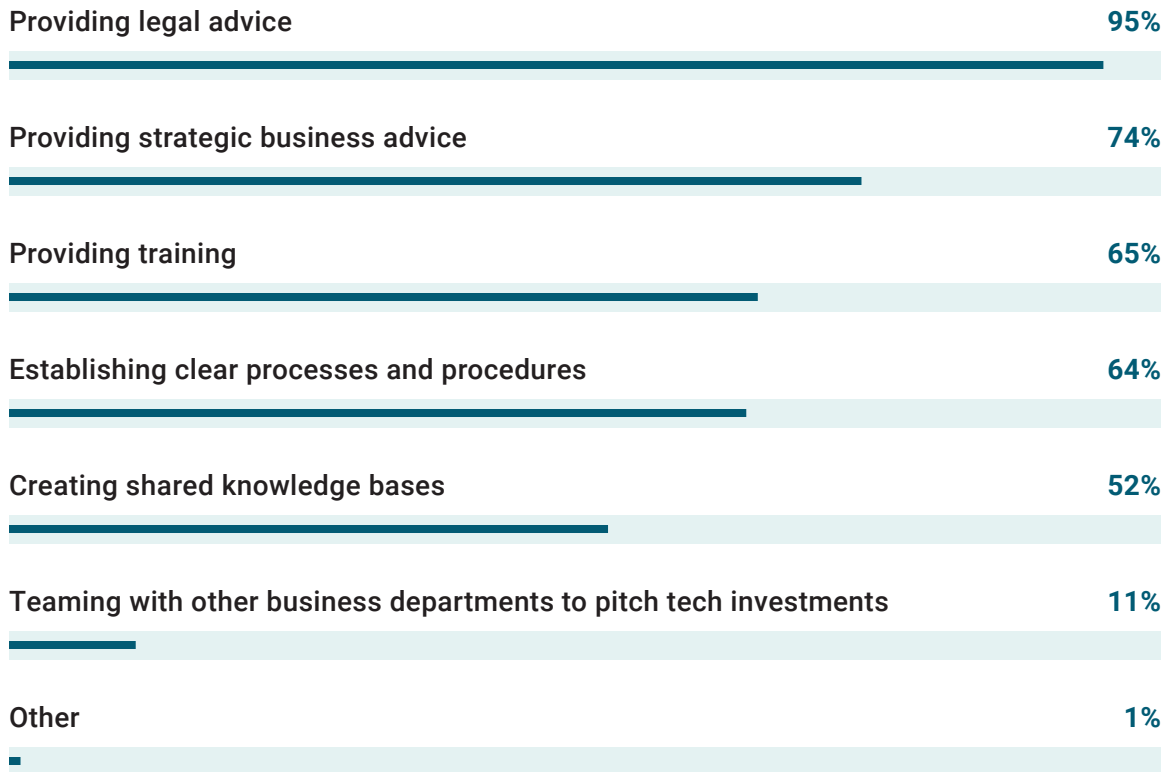 Providing legal advice 95%
Providing strategic business advice 74%
Providing training 65%
Establishing clear processes and procedures 64%
Creating shared knowledge bases 52%
Teaming with other business departments to pitch tech investments 11%
Other 1%